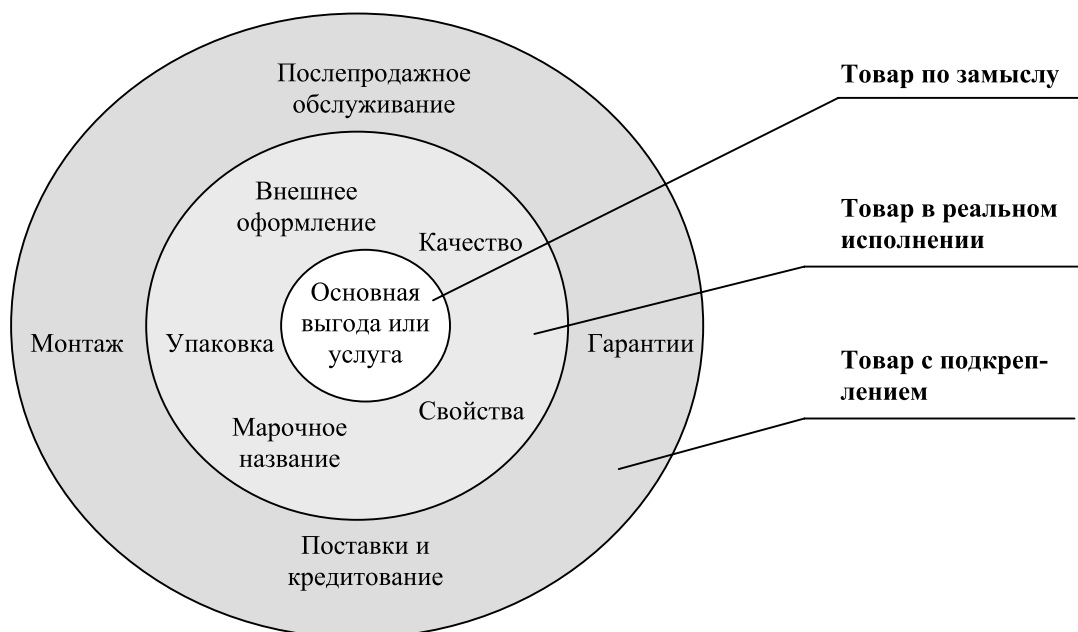 Послепродажное
обслуживание
Внешнее
оформление
Качество
Основная
выгода или
услуга
Монтаж
Упаковка
Гарантии
Свойства
Марочное
название
Поставки и
кредитование
Товар по замыслу
Товар в реальном
исполнении
Товар с подкреп-
лением